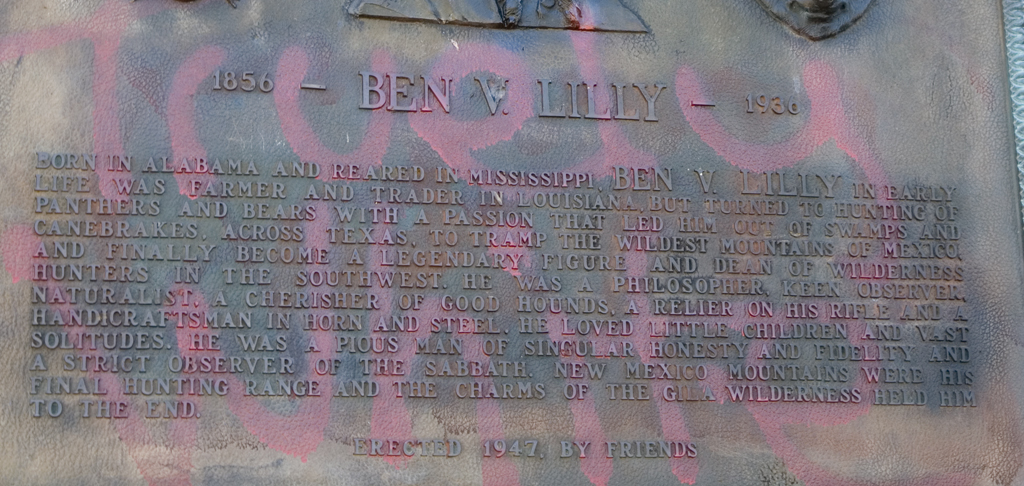 1856 — BEN V. LILLY — 1936
BORN IN ALABAMA AND REARED IN MISSISSIPPI, BEN V. LILLY IN EARLY
LIFE WAS FARMER AND TRADER IN LOUISIANA, BUT TURNED TO HUNTING OF
PANTHERS AND BEARS WITH A PASSION THAT LED HIM OUT OF SWAMPS AND
CANEBRAKES, ACROSS TEXAS, TO TRAMP THE WILDEST MOUNTAINS OF MEXICO,
AND FINALLY BECOME A LEGENDARY FIGURE AND DEAN OF WILDERNESS
HUNTERS IN THE SOUTHWEST. HE WAS A PHILOSOPHER, KEEN OBSERVER,
NATURALIST, A CHERISHER OF GOOD HOUNDS, A RELIER ON HIS RIFLE AND A
HANDICRAFTSMAN IN HORN AND STEEL. HE LOVED LITTLE CHILDREN AND VAST
SOLITUDES. HE WAS A PIOUS MAN OF SINGULAR HONESTY AND FIDELITY AND
A STRICT OBSERVER OF THE SABBATH. NEW MEXICO MOUNTAINS WERE HIS
FINAL HUNTING RANGE AND THE CHARMS OF THE GILA WILDERNESS HELD HIM
TO THE END.
ERECTED 1947, BY FRIENDS